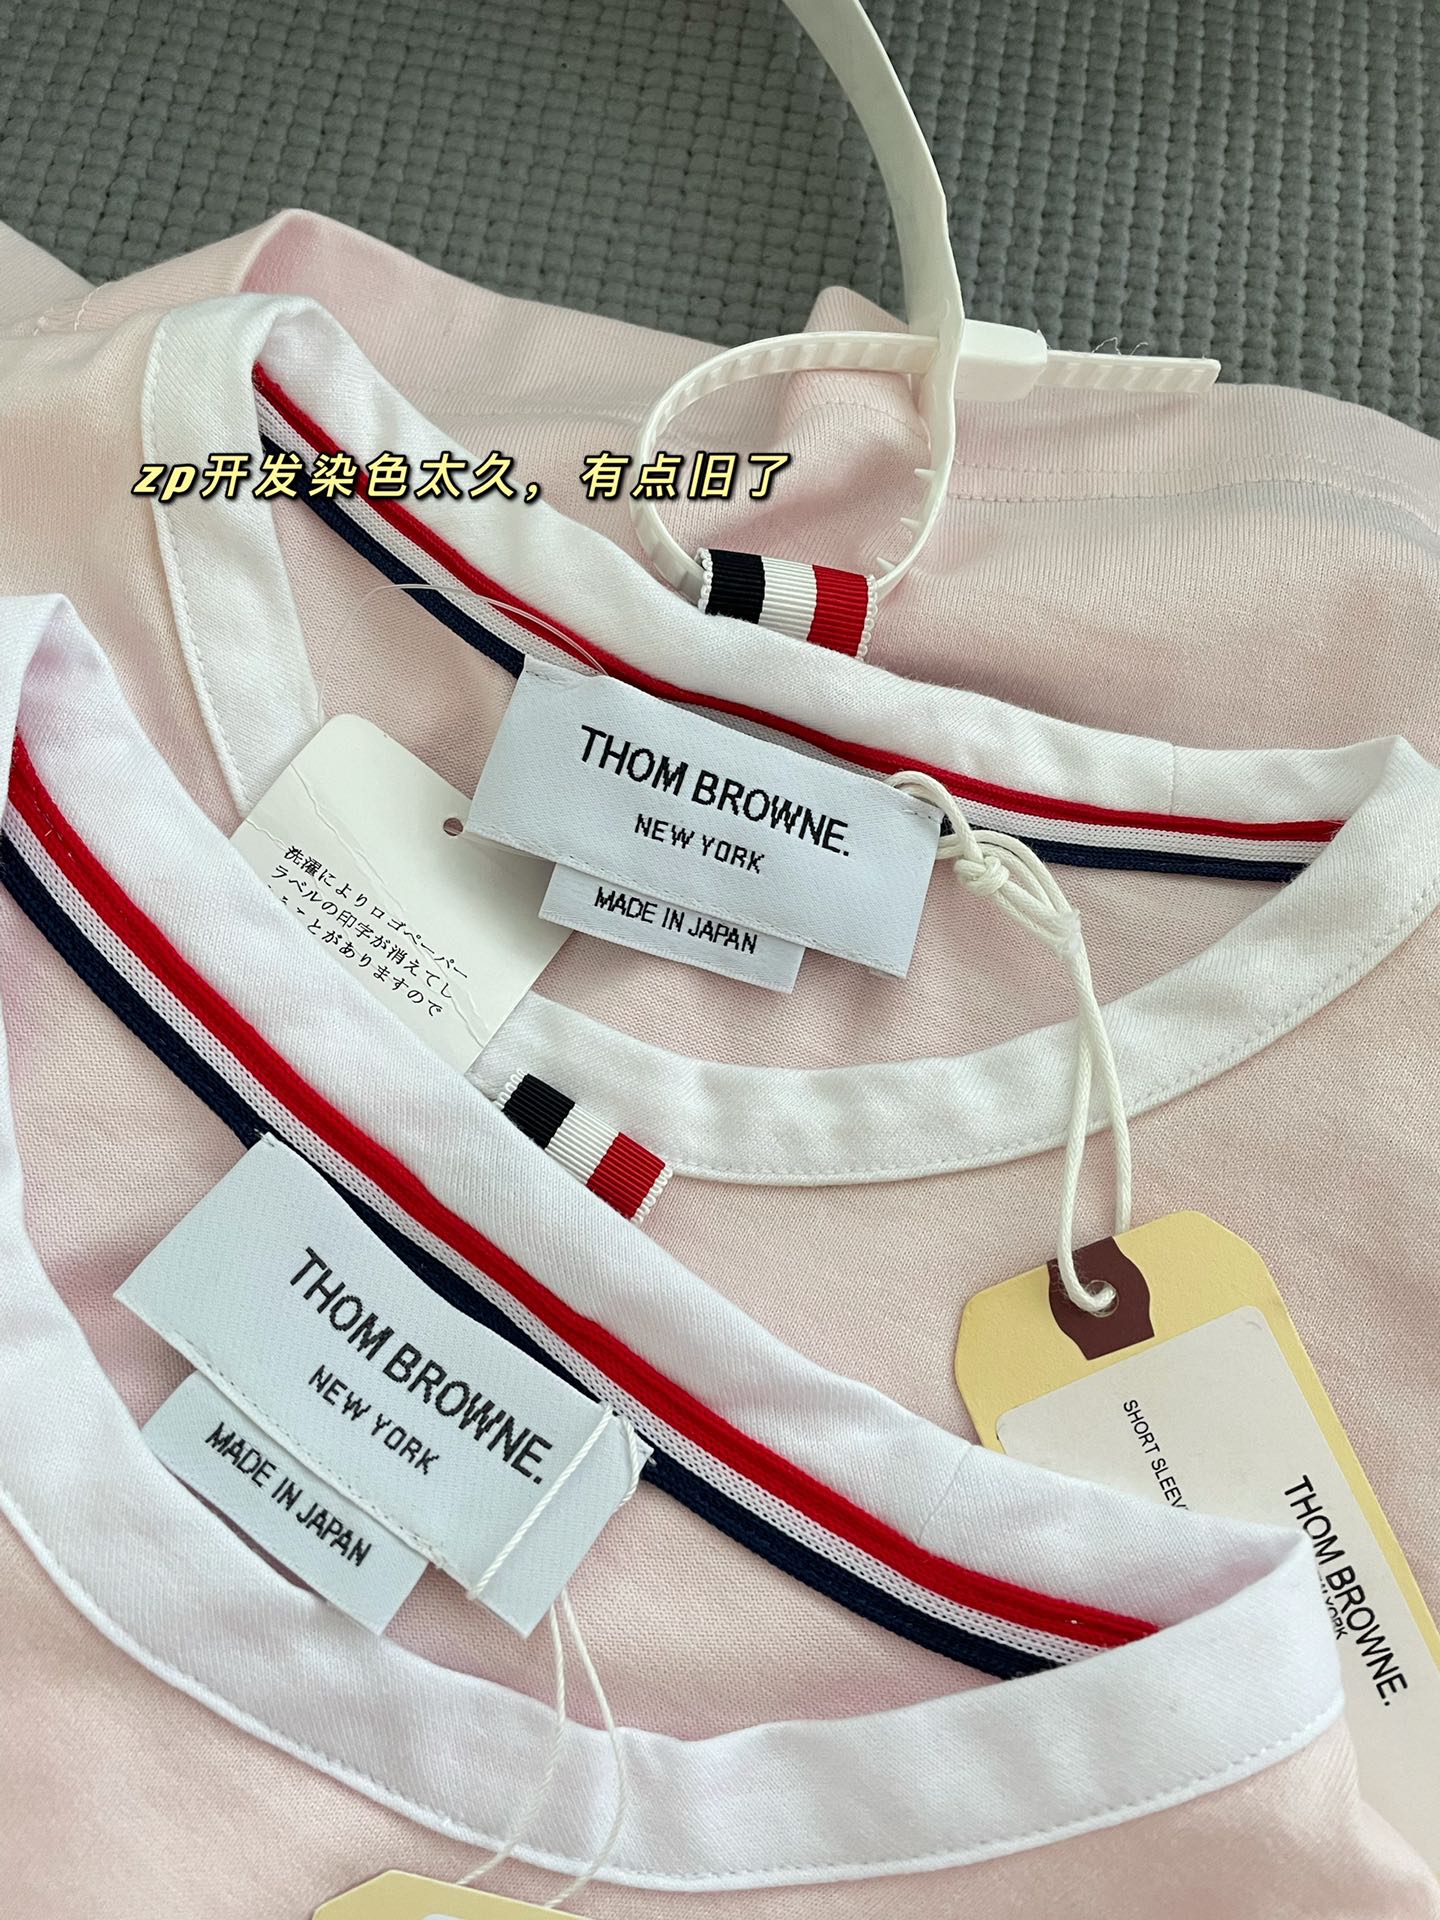 zp开发染色太久，有点旧了
THOM BROWNE.
NEW YORK
MADE IN JAPAN
洗濯によりロゴペーパー
ラベルの印字が消えてし
ことがありますので
THOM BROWNE.
NEW YORK
MADE IN JAPAN
SHORT SLEEV
THOM BROWNE.
YORK